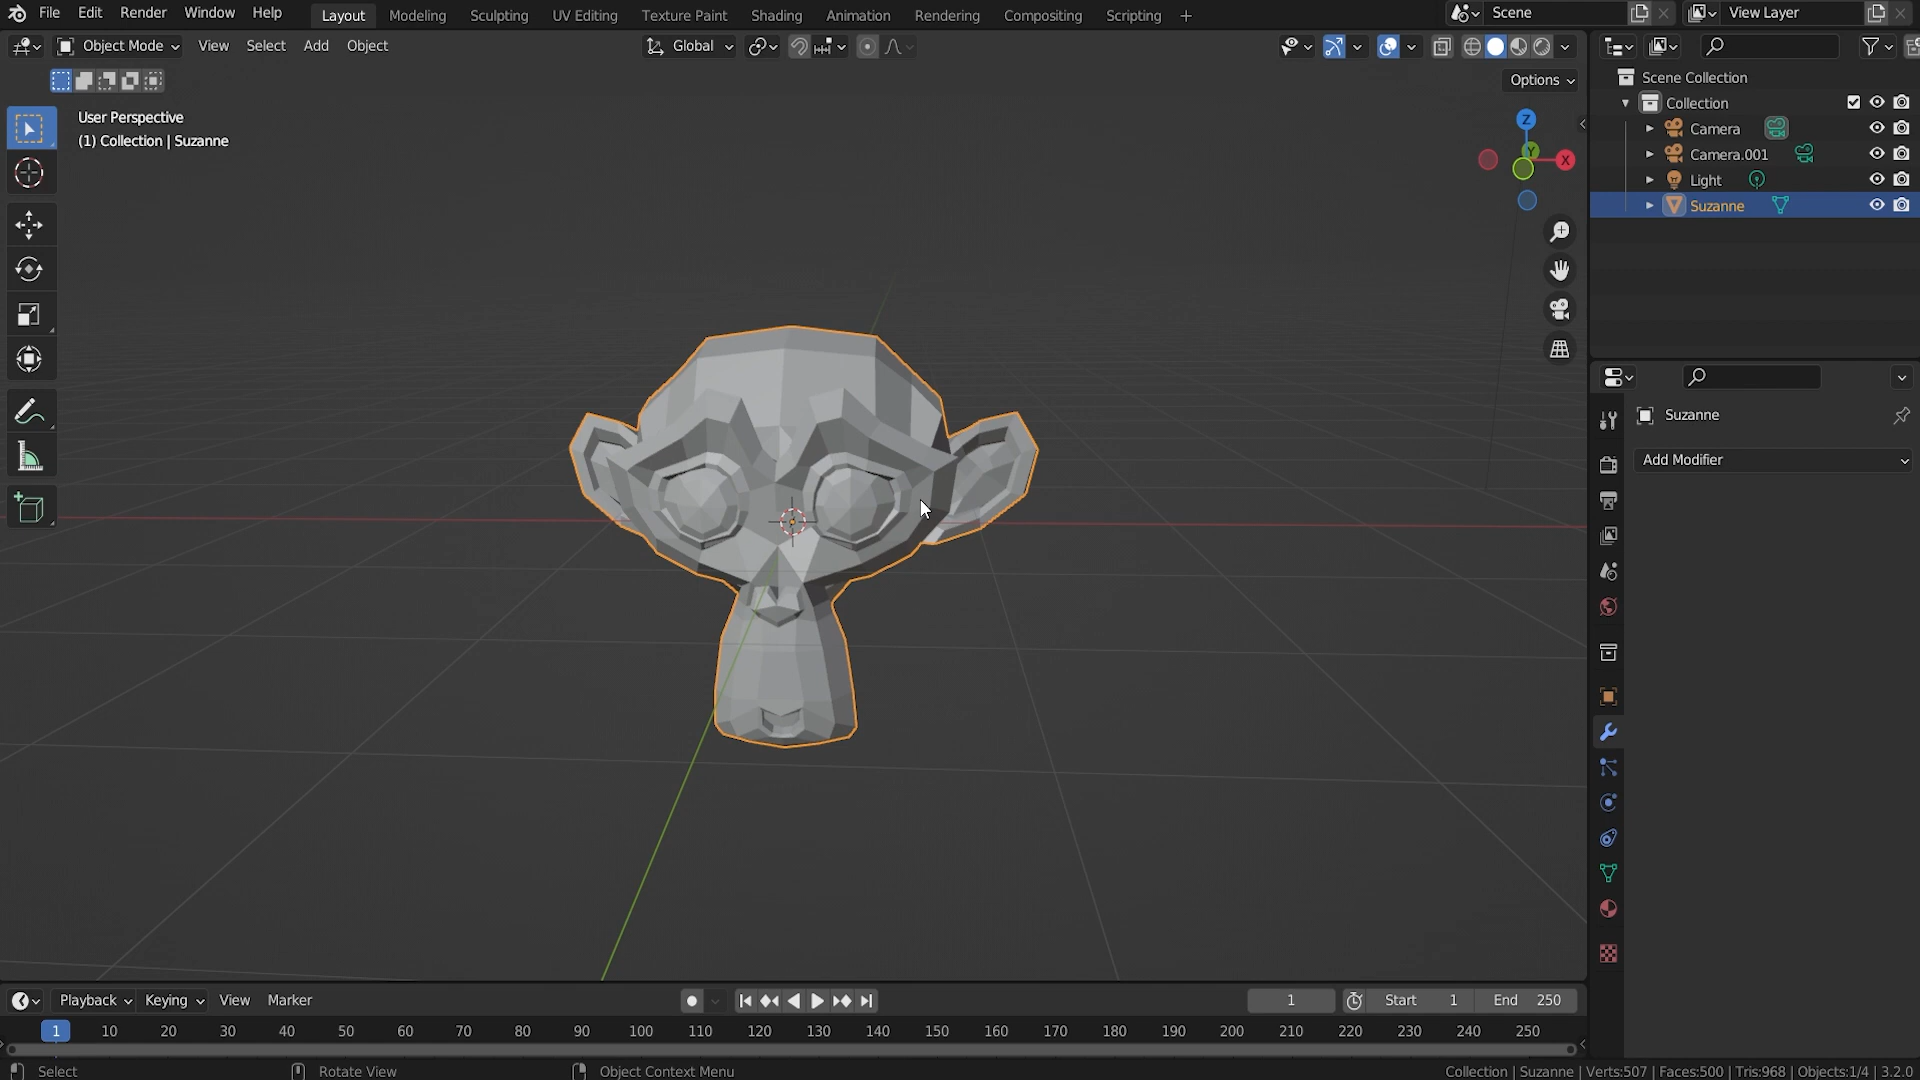 File Edit Render Window Help Layout Modeling Sculpting UV Editing Texture Paint Shading Animation Rendering Compositing Scripting + Scene View Layer
Object Mode View Select Add Object Global
Options
User Perspective
(1) Collection | Suzanne
Z
Y
X
Scene Collection
Collection
Camera
Camera.001
Light
Suzanne
Suzanne
Add Modifier
Playback Keying View Marker 1 Start 1 End 250
1 10 20 30 40 50 60 70 80 90 100 110 120 130 140 150 160 170 180 190 200 210 220 230 240 250
Select Rotate View Object Context Menu Collection | Suzanne | Verts:507 | Faces:500 | Tris:968 | Objects:1/4 | 3.2.0